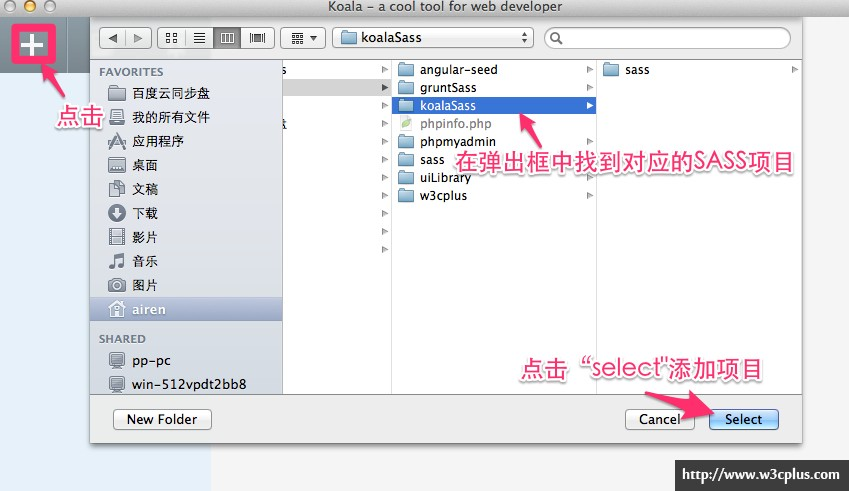 Koala – a cool tool for web developer
koalaSass
点击
FAVORITES
百度云同步盘
我的所有文件
应用程序
桌面
文稿
下载
影片
音乐
图片
airen
SHARED
pp-pc
win-512vpdt2bb8
angular-seed
gruntSass
koalaSass
phpinfo.php
phpmyadmin
sass
uiLibrary
w3cplus
sass
在弹出框中找到对应的SASS项目
点击“select"添加项目
New Folder
Cancel
Select
http://www.w3cplus.com